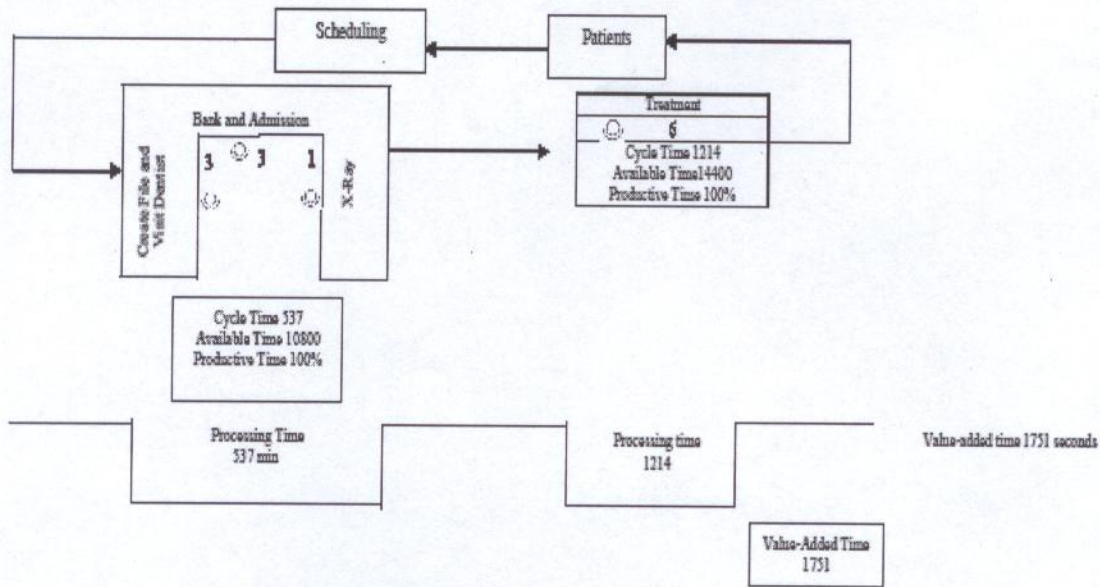 Scheduling
Patients
Bank and Admission
3 3 1
Create File and
Visit Dentist
X-Ray
Treatment
6
Cycle Time 1214
Available Time14400
Productive Time 100%
Cycle Time 537
Available Time 10800
Productive Time 100%
Processing Time
537 min
Processing time
1214
Value-added time 1751 seconds
Value-Added Time
1751